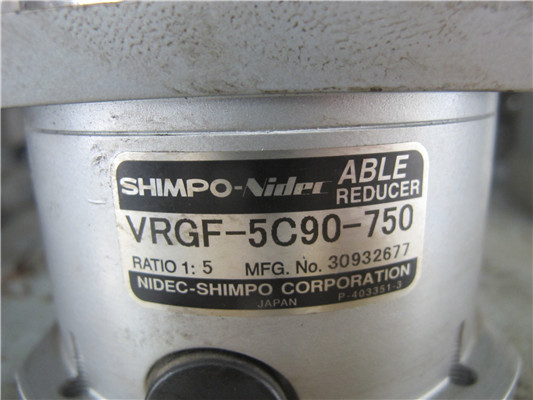 SHIMPO-Nidec ABLE
REDUCER
VRGF-5C90-750
RATIO 1:5 MFG. No. 30932677
NIDEC-SHIMPO CORPORATION
JAPAN P-403351-3